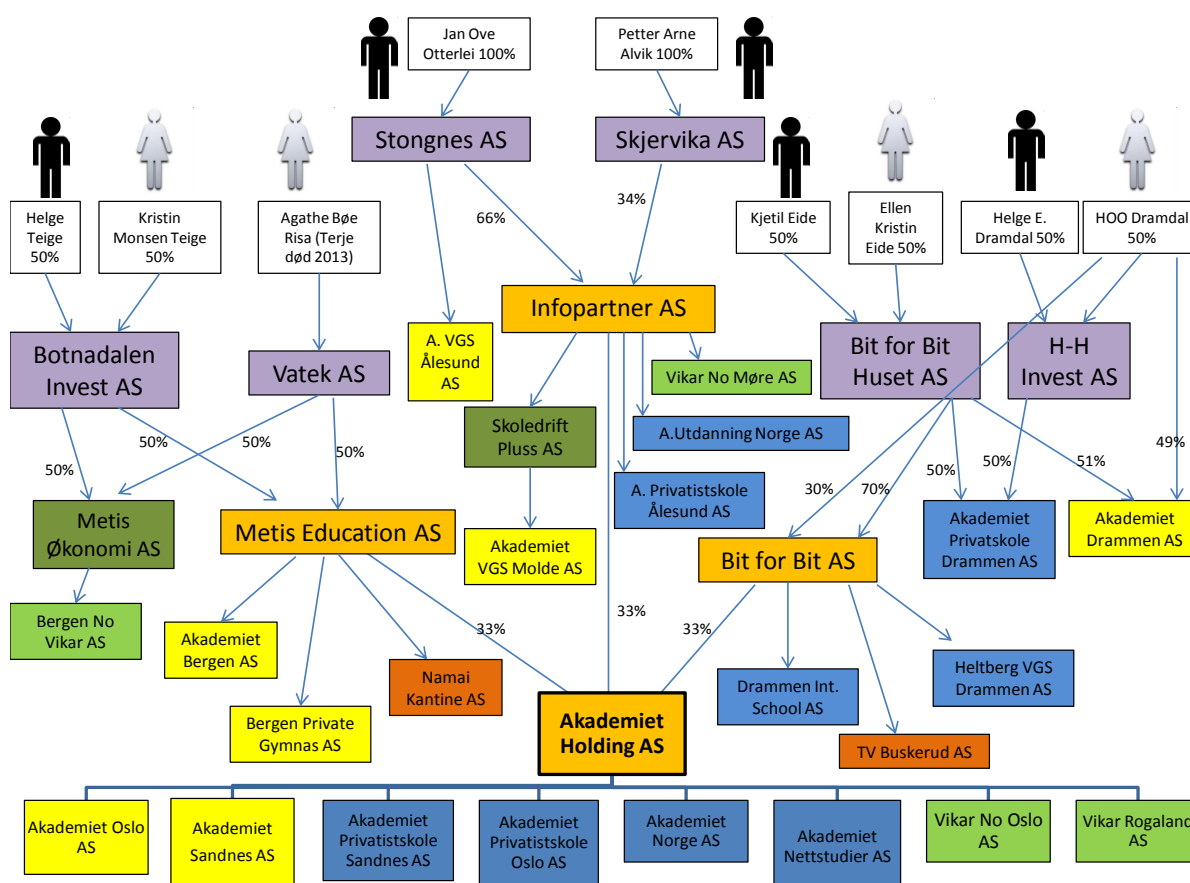 Jan Ove
Otterlei 100%
Petter Arne
Alvik 100%
Stongnes AS
Skjervika AS
Helge
Teige
50%
Kristin
Monsen Teige
50%
Agathe Bøe
Risa (Terje
død 2013)
66%
34%
Kjetil Eide
50%
Ellen
Kristin
Eide 50%
Helge E.
Dramdal 50%
HOO Dramdal
50%
Infopartner AS
Botnadalen
Invest AS
Vatek AS
A. VGS
Ålesund
AS
Vikar No Møre AS
Bit for Bit
Huset AS
H-H
Invest AS
Skoledrift
Pluss AS
A.Utdanning Norge AS
50%
50%
50%
50%
50%
50%
51%
49%
30%
70%
A. Privatistskole
Ålesund AS
Metis
Økonomi AS
Metis Education AS
Akademiet
VGS Molde AS
Bit for Bit AS
Akademiet
Privatskole
Drammen AS
Akademiet
Drammen AS
Bergen No
Vikar AS
33%
33%
33%
Akademiet
Bergen AS
Namai
Kantine AS
Bergen Private
Gymnas AS
Drammen Int.
School AS
Heltberg VGS
Drammen AS
TV Buskerud AS
Akademiet
Holding AS
Akademiet Oslo
AS
Akademiet
Sandnes AS
Akademiet
Privatistskole
Sandnes AS
Akademiet
Privatistskole
Oslo AS
Akademiet
Norge AS
Akademiet
Nettstudier AS
Vikar No Oslo
AS
Vikar Rogaland
AS